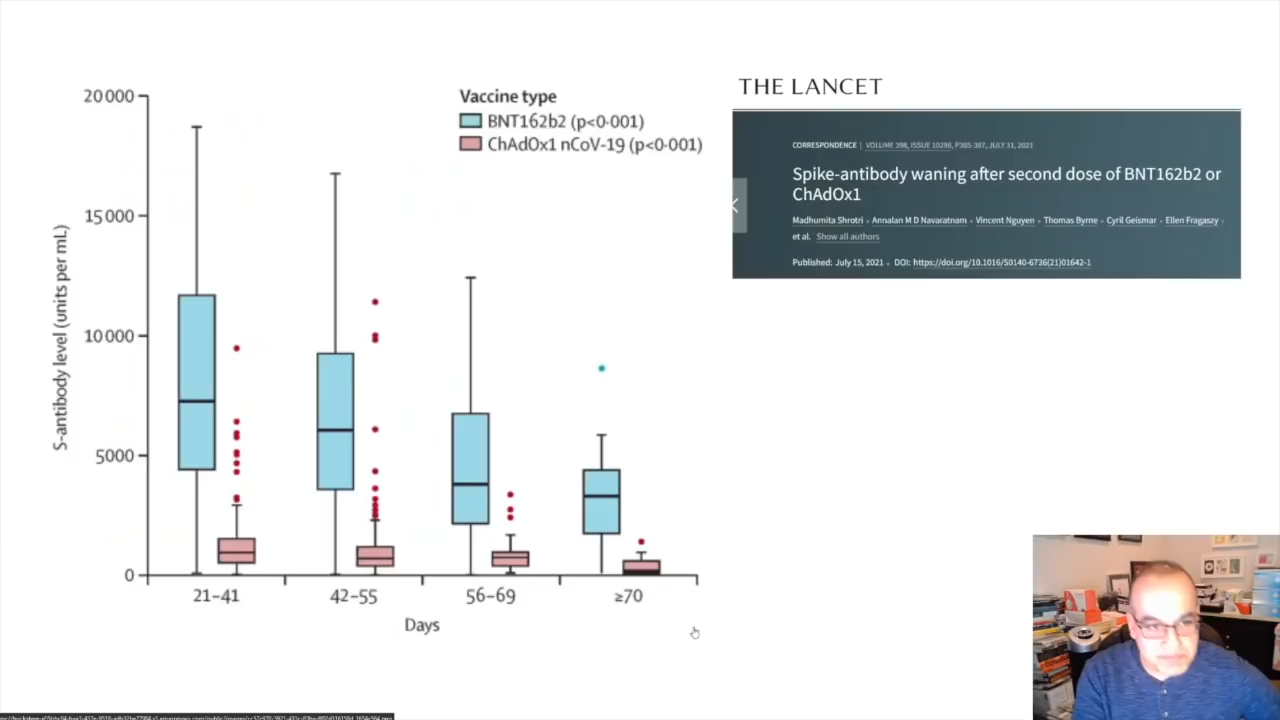 20 000
15 000
10 000
5000
0
S-antibody level (units per mL)
Vaccine type
BNT162b2 (p<0·001)
ChAdOx1 nCoV-19 (p<0·001)
21–41
42–55
56–69
≥70
Days
THE LANCET
CORRESPONDENCE | VOLUME 398, ISSUE 10298, P385-387, JULY 31, 2021
Spike-antibody waning after second dose of BNT162b2 or
ChAdOx1
Madhumita Shrotri • Annalan M D Navaratnam • Vincent Nguyen • Thomas Byrne • Cyril Geismar • Ellen Fragaszy •
et al. Show all authors
Published: July 15, 2021 • DOI: https://doi.org/10.1016/S0140-6736(21)01642-1